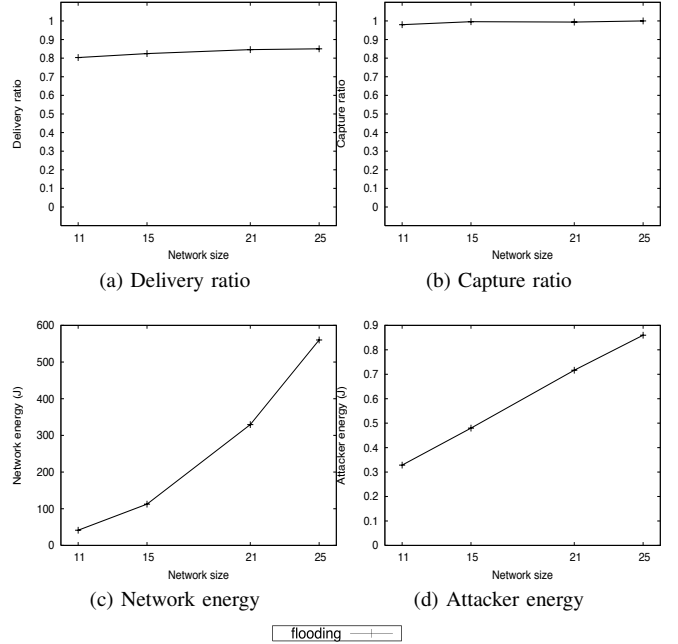 1
0.9
0.8
0.7
0.6
0.5
0.4
0.3
0.2
0.1
0
Delivery ratio
11 15 21 25
Network size
(a) Delivery ratio
1
0.9
0.8
0.7
0.6
0.5
0.4
0.3
0.2
0.1
0
Capture ratio
11 15 21 25
Network size
(b) Capture ratio
600
500
400
300
200
100
0
Network energy (J)
11 15 21 25
Network size
(c) Network energy
0.9
0.8
0.7
0.6
0.5
0.4
0.3
0.2
0.1
0
Attacker energy (J)
11 15 21 25
Network size
(d) Attacker energy
flooding